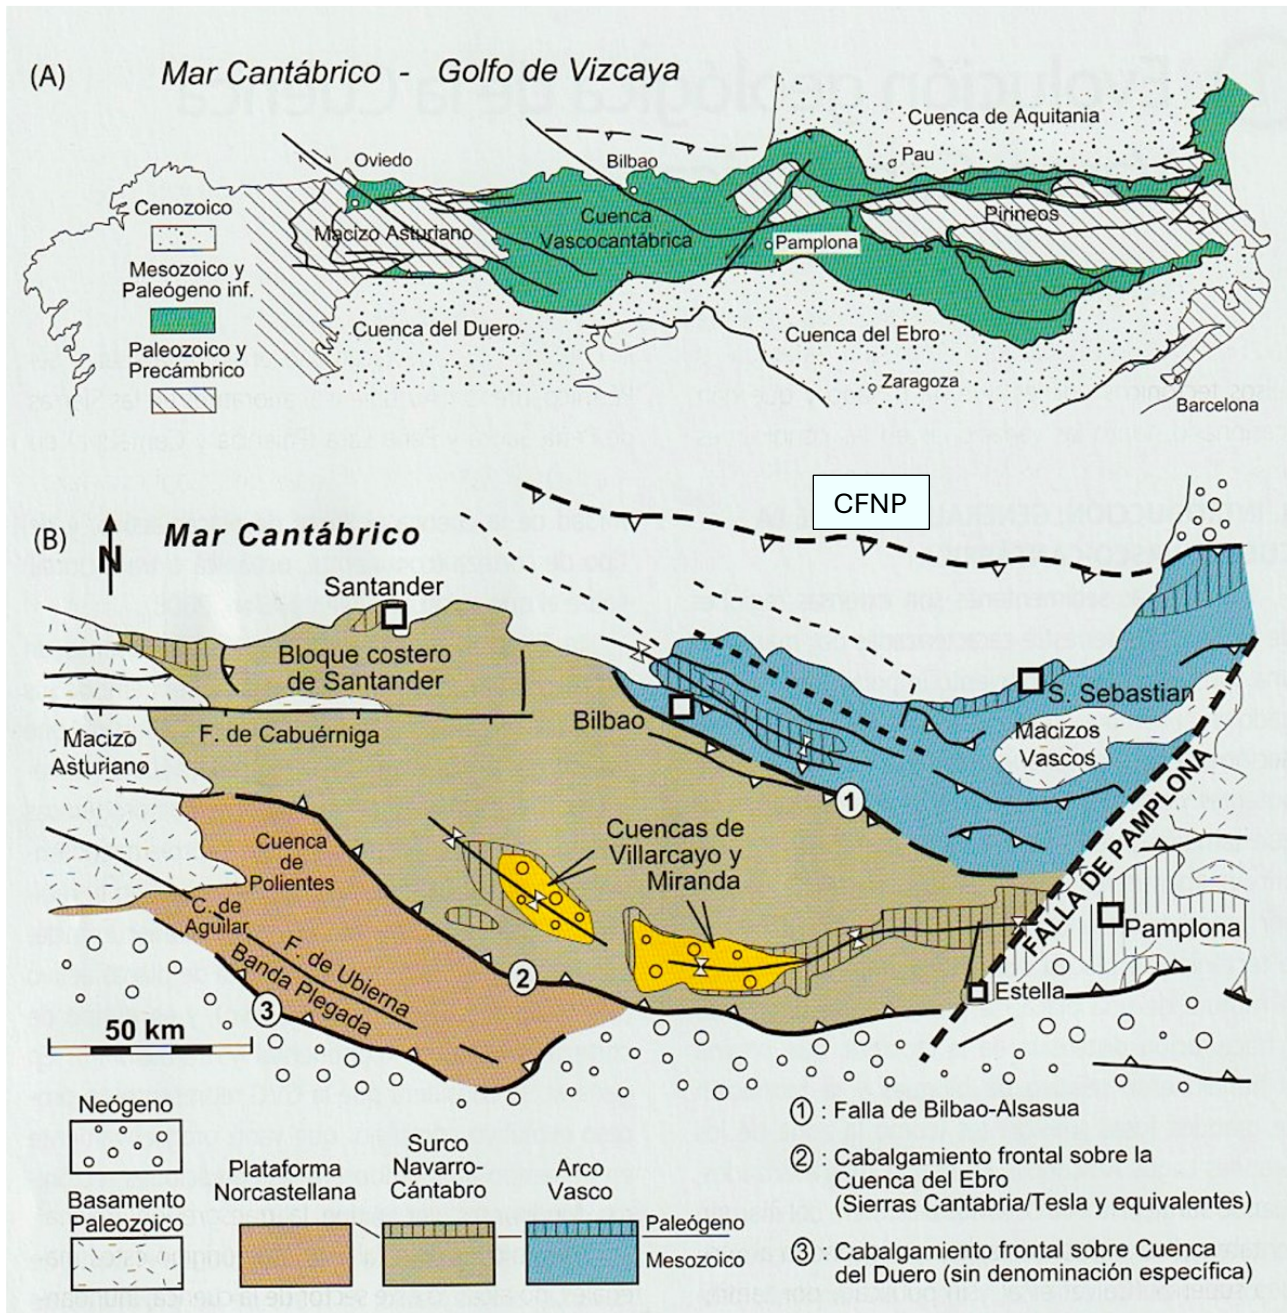 (A)
Mar Cantábrico - Golfo de Vizcaya
Cuenca de Aquitania
Oviedo
Bilbao
Pau
Cenozoico
Cuenca
Vascocantábrica
Pirineos
Macizo Asturiano
Pamplona
Mesozoico y
Paleógeno inf.
Cuenca del Duero
Cuenca del Ebro
Paleozoico y
Precámbrico
Zaragoza
Barcelona
CFNP
(B)
N
Mar Cantábrico
Santander
Bloque costero
de Santander
S. Sebastian
Bilbao
F. de Cabuérniga
Macizos
Vascos
Macizo
Asturiano
1
Cuencas de
Villarcayo y
Miranda
Cuenca
de
Polientes
FALLA DE PAMPLONA
C. de
Aguilar
Pamplona
F. de Ubierna
Banda Plegada
2
3
Estella
50 km
Neógeno
Basamento
Paleozoico
Plataforma
Norcastellana
Surco
Navarro-
Cántabro
Arco
Vasco
Paleógeno
Mesozoico
1 : Falla de Bilbao-Alsasua
2 : Cabalgamiento frontal sobre la
Cuenca del Ebro
(Sierras Cantabria/Tesla y equivalentes)
3 : Cabalgamiento frontal sobre Cuenca
del Duero (sin denominación específica)